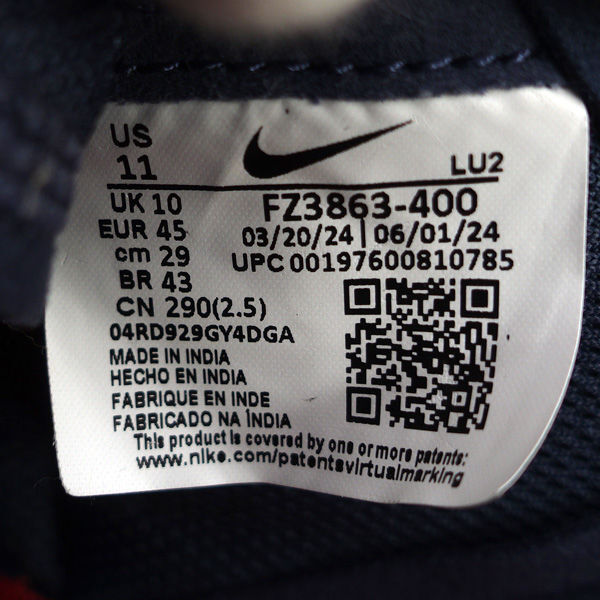 US
11
LU2
UK 10
FZ3863-400
EUR 45
03/20/24 | 06/01/24
cm 29
UPC 00197600810785
BR 43
CN 290(2.5)
04RD929GY4DGA
MADE IN INDIA
HECHO EN INDIA
FABRIQUE EN INDE
FABRICADO NA ÍNDIA
This product is covered by one or more patents:
www.nike.com/patentsvirtualmarking